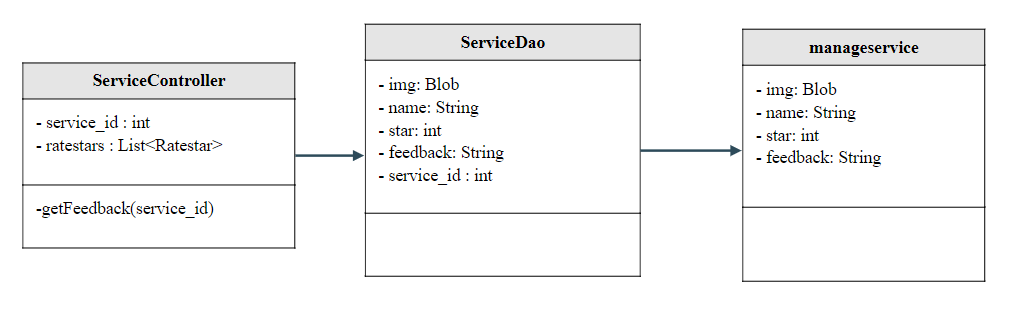 ServiceController
- service_id : int
- ratestars : List<Ratestar>
-getFeedback(service_id)
ServiceDao
- img: Blob
- name: String
- star: int
- feedback: String
- service_id : int
manageservice
- img: Blob
- name: String
- star: int
- feedback: String